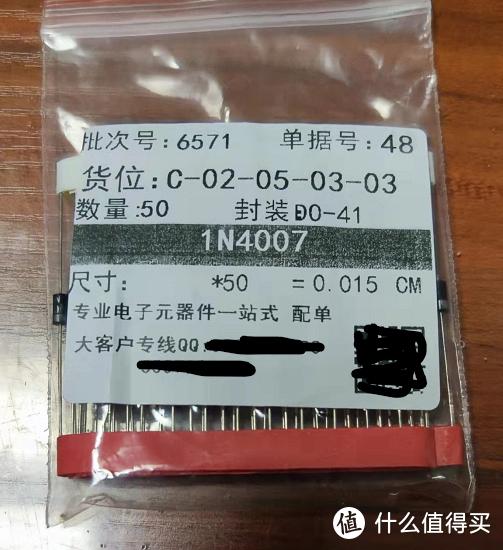 批次号:6571 单据号:48
货位:C-02-05-03-03
数量:50 封装DO-41
1N4007
尺寸: *50 =0.015 CM
专业电子元器件一站式 配单
大客户专线QQ:
值 什么值得买